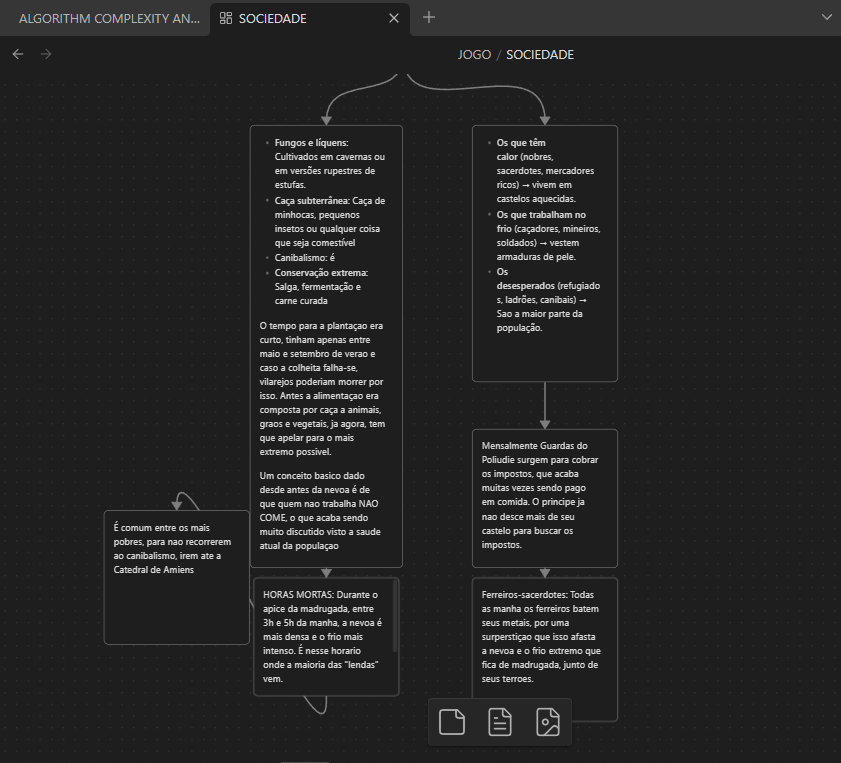 ALGORITHM COMPLEXITY AN...
SOCIEDADE
JOGO / SOCIEDADE
• Fungos e líquens:
Cultivados em cavernas ou
em versões rupestres de
estufas.
• Caça subterrânea: Caça de
minhocas, pequenos
insetos ou qualquer coisa
que seja comestível
• Canibalismo: é
• Conservação extrema:
Salga, fermentação e
carne curada
O tempo para a plantaçao era
curto, tinham apenas entre
maio e setembro de verao e
caso a colheita falha-se,
vilarejos poderiam morrer por
isso. Antes a alimentaçao era
composta por caça a animais,
graos e vegetais, ja agora, tem
que apelar para o mais
extremo possivel.
Um conceito basico dado
desde antes da nevoa é de
que quem nao trabalha NAO
COME, o que acaba sendo
muito discutido visto a saude
atual da populaçao
• Os que têm
calor (nobres,
sacerdotes, mercadores
ricos) → vivem em
castelos aquecidas.
• Os que trabalham no
frio (caçadores, mineiros,
soldados) → vestem
armaduras de pele.
• Os
desesperados (refugiado
s, ladrões, canibais) →
Sao a maior parte da
população.
Mensalmente Guardas do
Poliudie surgem para cobrar
os impostos, que acaba
muitas vezes sendo pago
em comida. O principe ja
nao desce mais de seu
castelo para buscar os
impostos.
É comum entre os mais
pobres, para nao recorrerem
ao canibalismo, irem ate a
Catedral de Amiens
HORAS MORTAS: Durante o
apice da madrugada, entre
3h e 5h da manha, a nevoa é
mais densa e o frio mais
intenso. É nesse horario
onde a maioria das "lendas"
vem.
Ferreiros-sacerdotes: Todas
as manha os ferreiros batem
seus metais, por uma
surperstiçao que isso afasta
a nevoa e o frio extremo que
fica de madrugada, junto de
seus terroes.